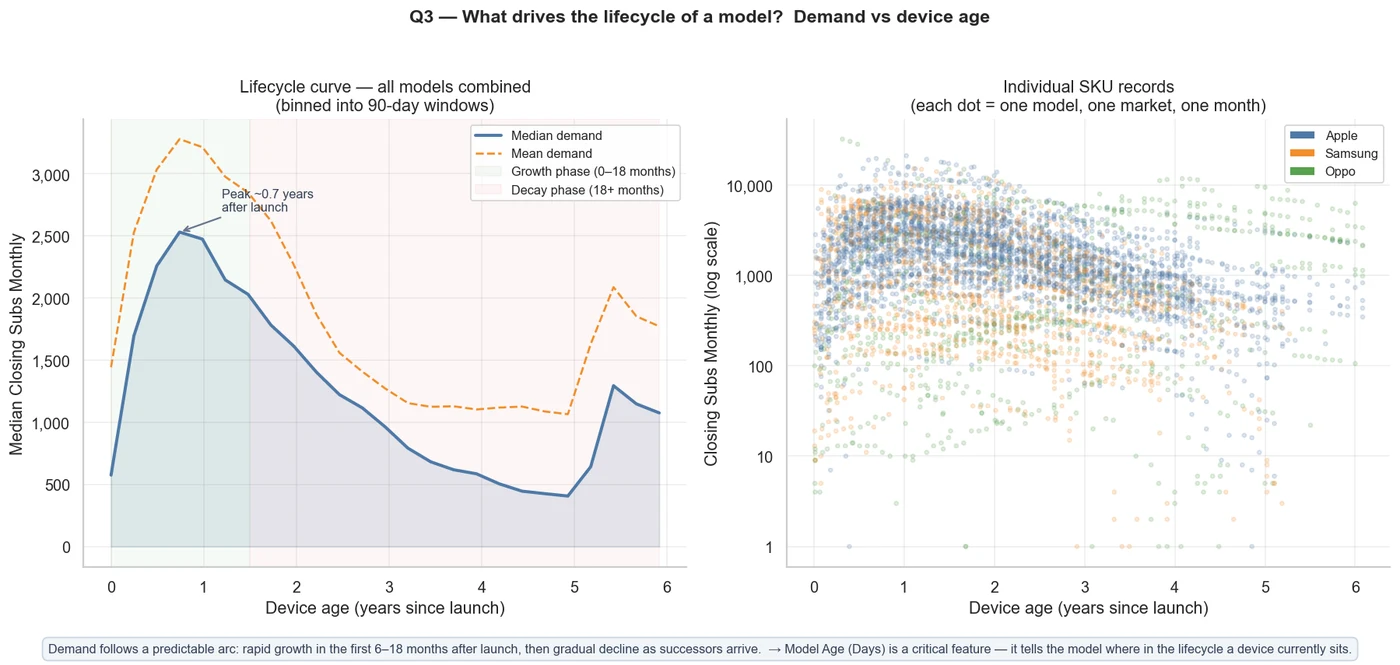 Q3 — What drives the lifecycle of a model?  Demand vs device age
Lifecycle curve — all models combined
(binned into 90-day windows)
Median demand
Mean demand
Growth phase (0–18 months)
Decay phase (18+ months)
Peak ~0.7 years
after launch
Median Closing Subs Monthly
3,000
2,500
2,000
1,500
1,000
500
0
0 1 2 3 4 5 6
Device age (years since launch)
Individual SKU records
(each dot = one model, one market, one month)
Apple
Samsung
Oppo
Closing Subs Monthly (log scale)
10,000
1,000
100
10
1
0 1 2 3 4 5 6
Device age (years since launch)
Demand follows a predictable arc: rapid growth in the first 6–18 months after launch, then gradual decline as successors arrive.  → Model Age (Days) is a critical feature — it tells the model where in the lifecycle a device currently sits.